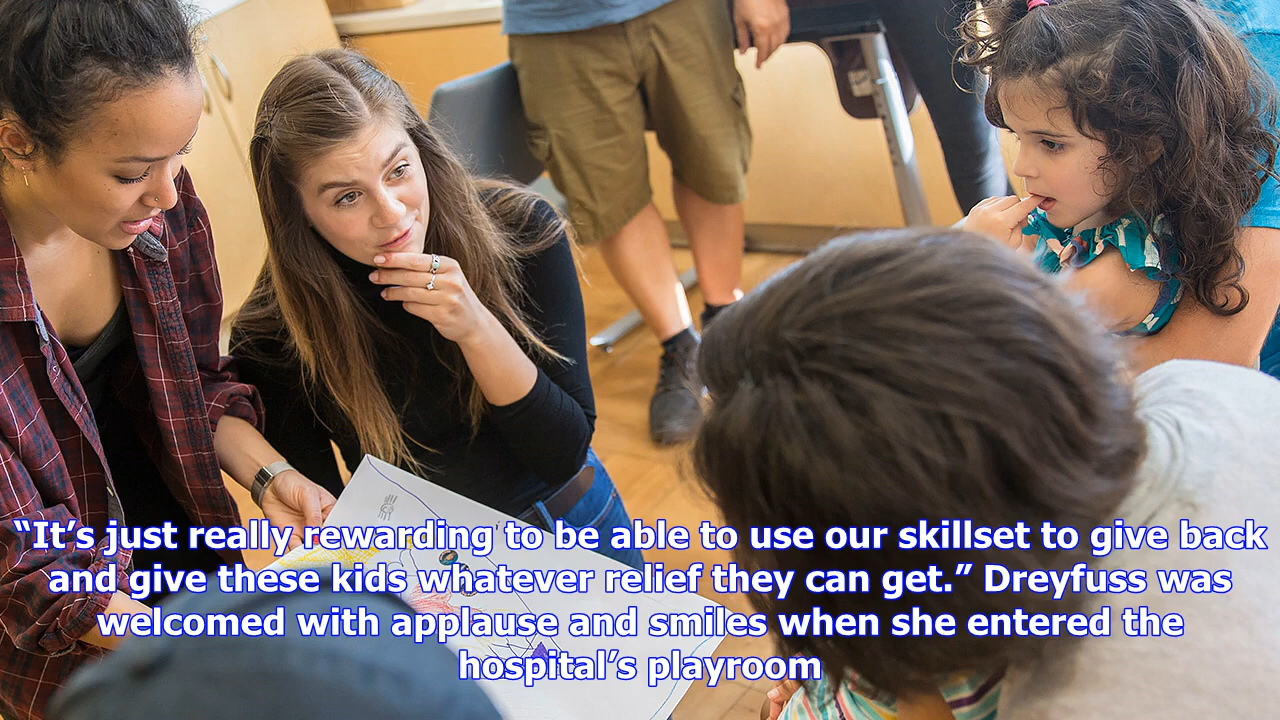 “It’s just really rewarding to be able to use our skillset to give back
and give these kids whatever relief they can get.” Dreyfuss was
welcomed with applause and smiles when she entered the
hospital’s playroom